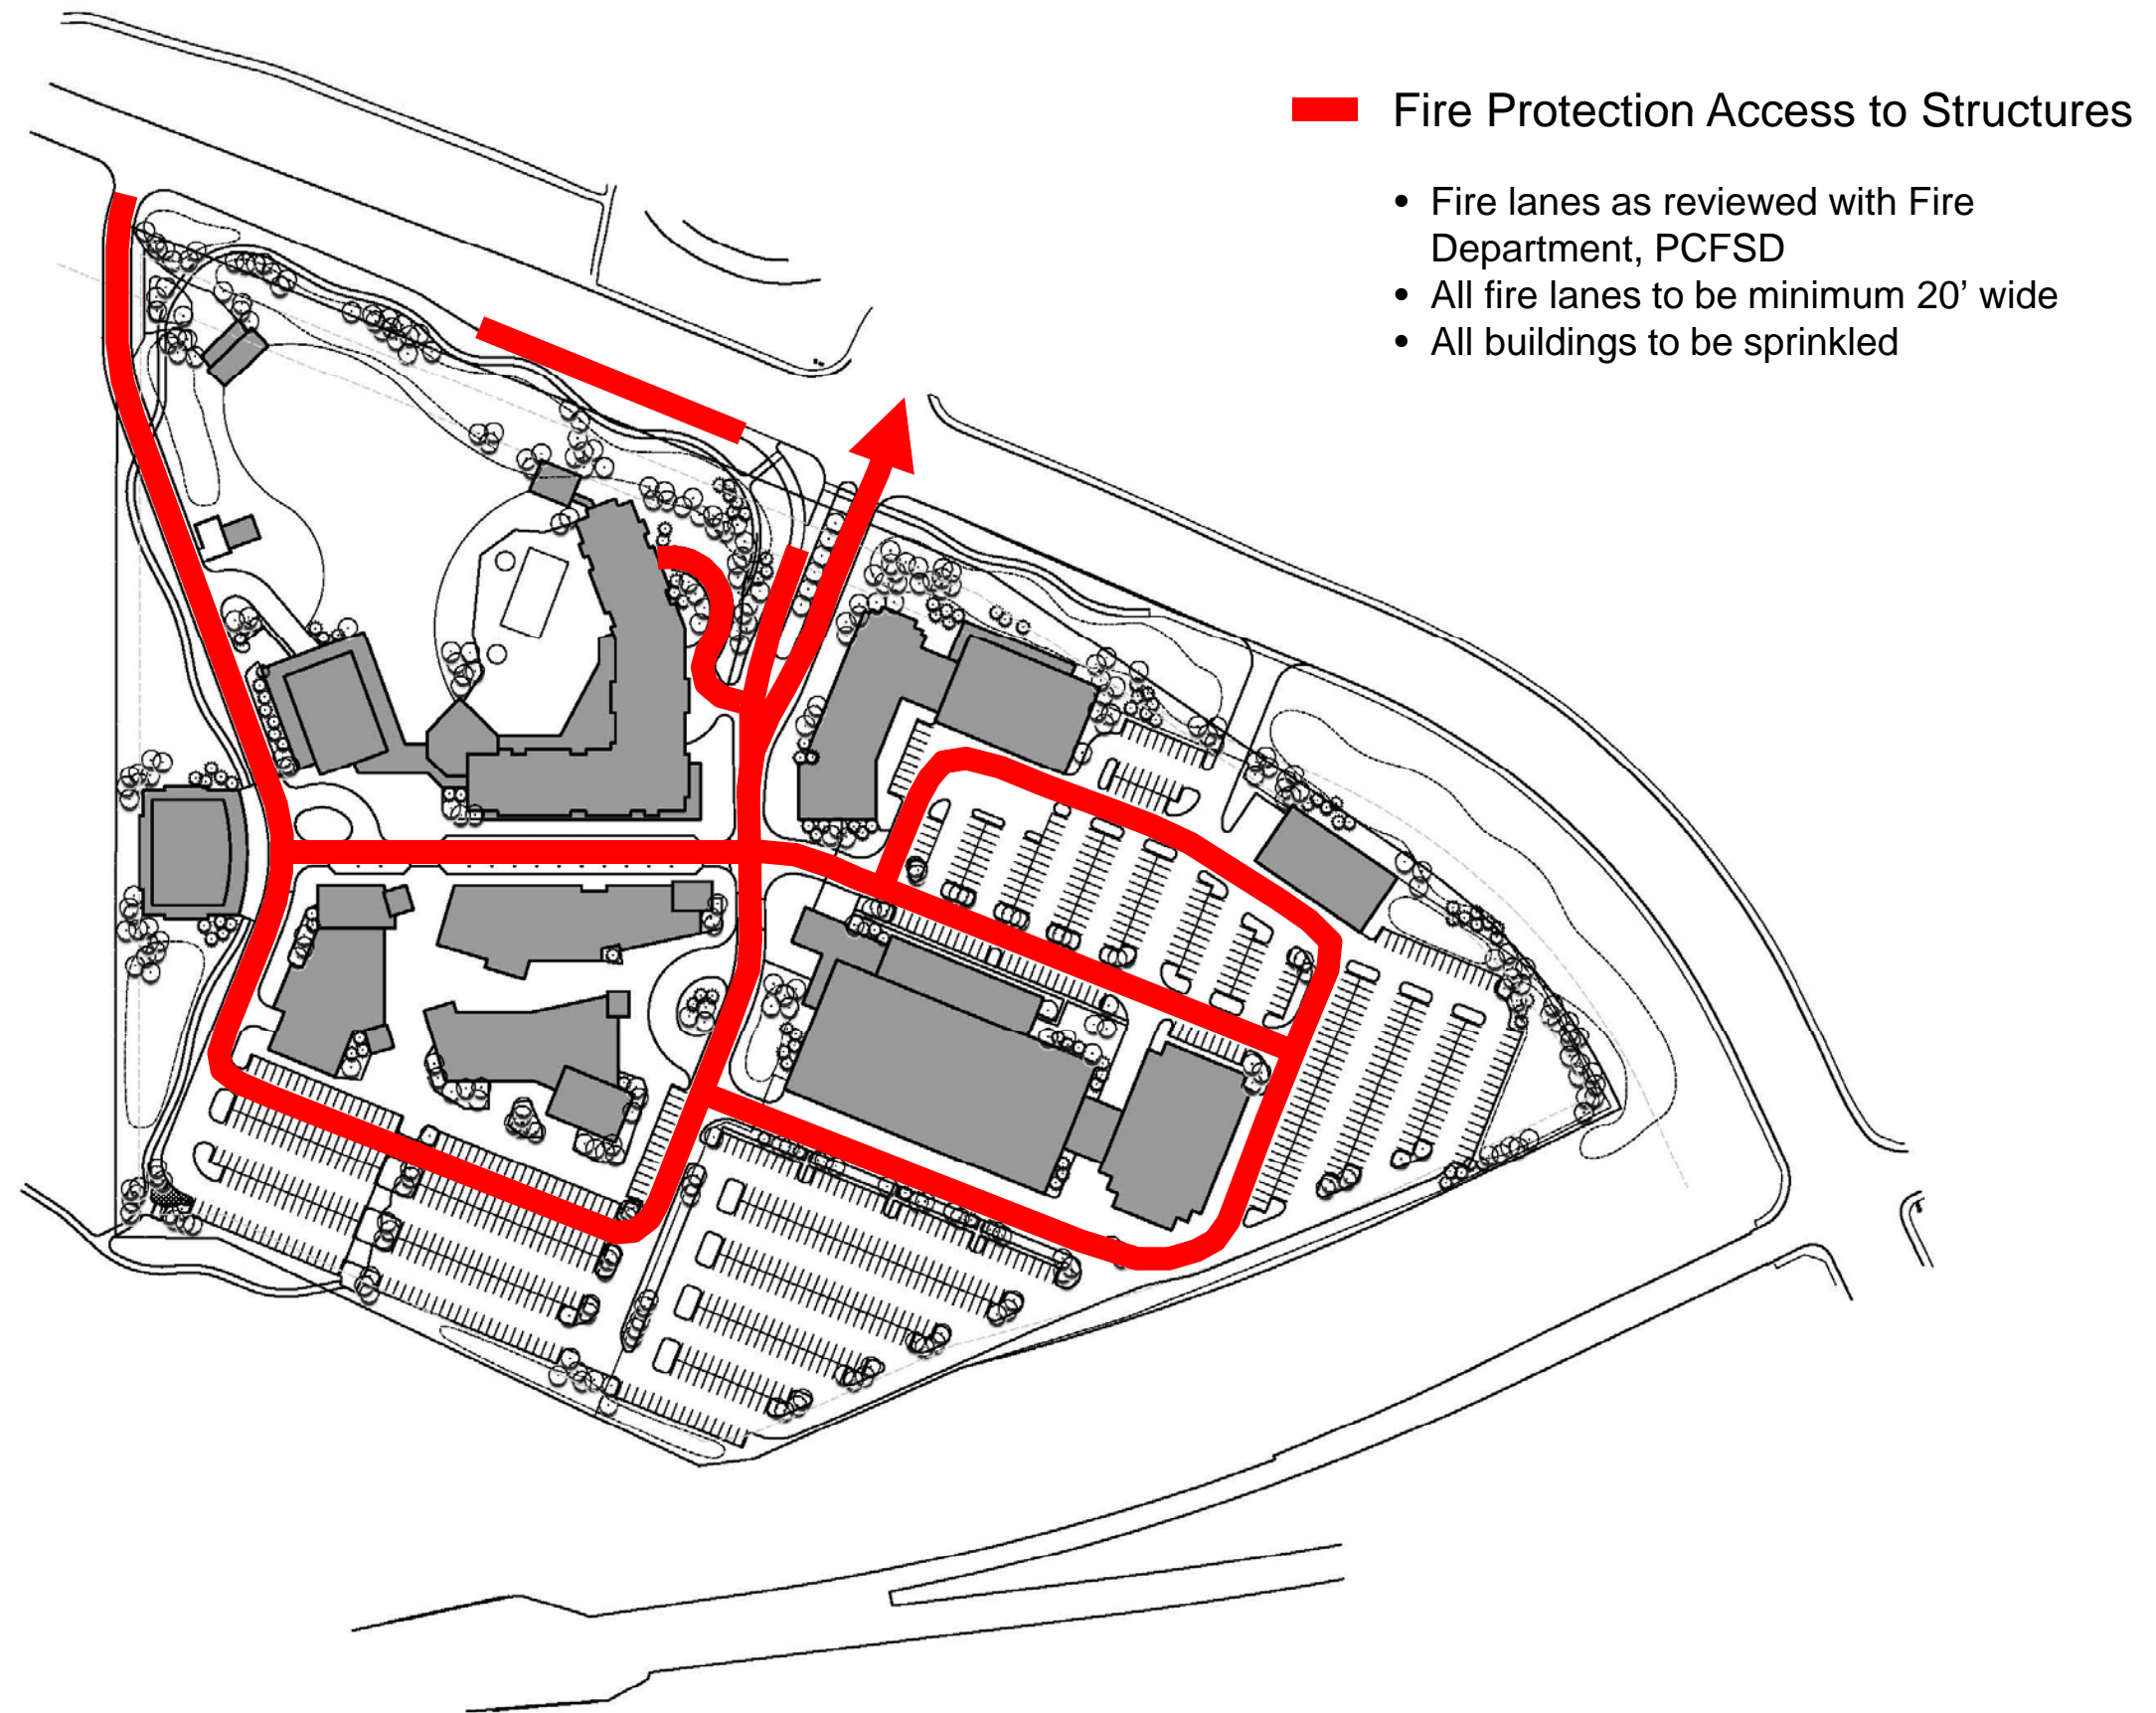 Fire Protection Access to Structures
• Fire lanes as reviewed with Fire
Department, PCFSD
• All fire lanes to be minimum 20’ wide
• All buildings to be sprinkled